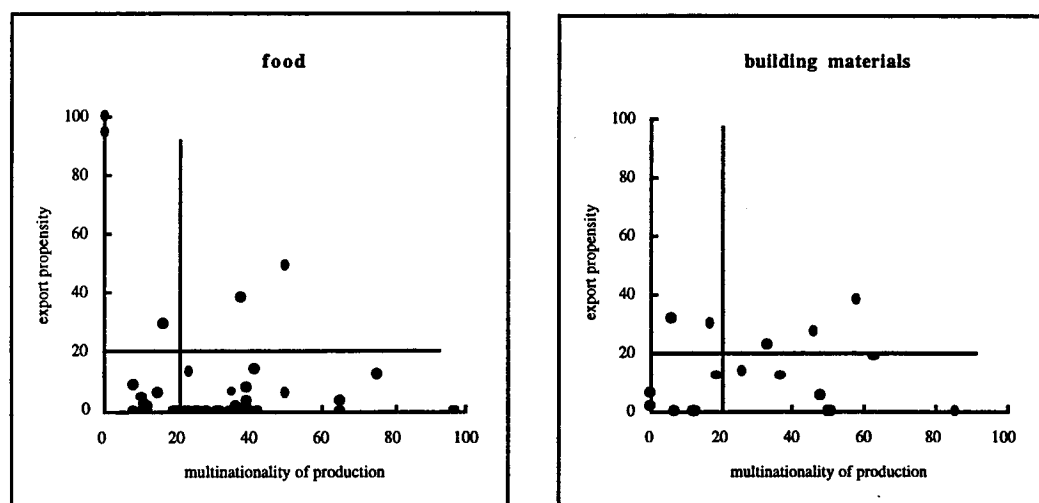 food
export propensity
100
80
60
40
20
0
0 20 40 60 80 100
multinationality of production
building materials
export propensity
100
80
60
40
20
0
0 20 40 60 80 100
multinationality of production